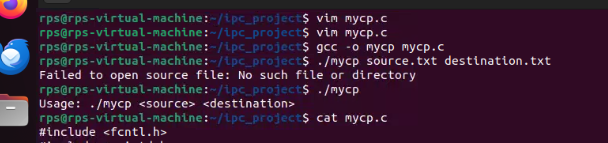 rps@rps-virtual-machine:~/ipc_project$ vim mycp.c
rps@rps-virtual-machine:~/ipc_project$ vim mycp.c
rps@rps-virtual-machine:~/ipc_project$ gcc -o mycp mycp.c
rps@rps-virtual-machine:~/ipc_project$ ./mycp source.txt destination.txt
Failed to open source file: No such file or directory
rps@rps-virtual-machine:~/ipc_project$ ./mycp
Usage: ./mycp <source> <destination>
rps@rps-virtual-machine:~/ipc_project$ cat mycp.c
#include <fcntl.h>